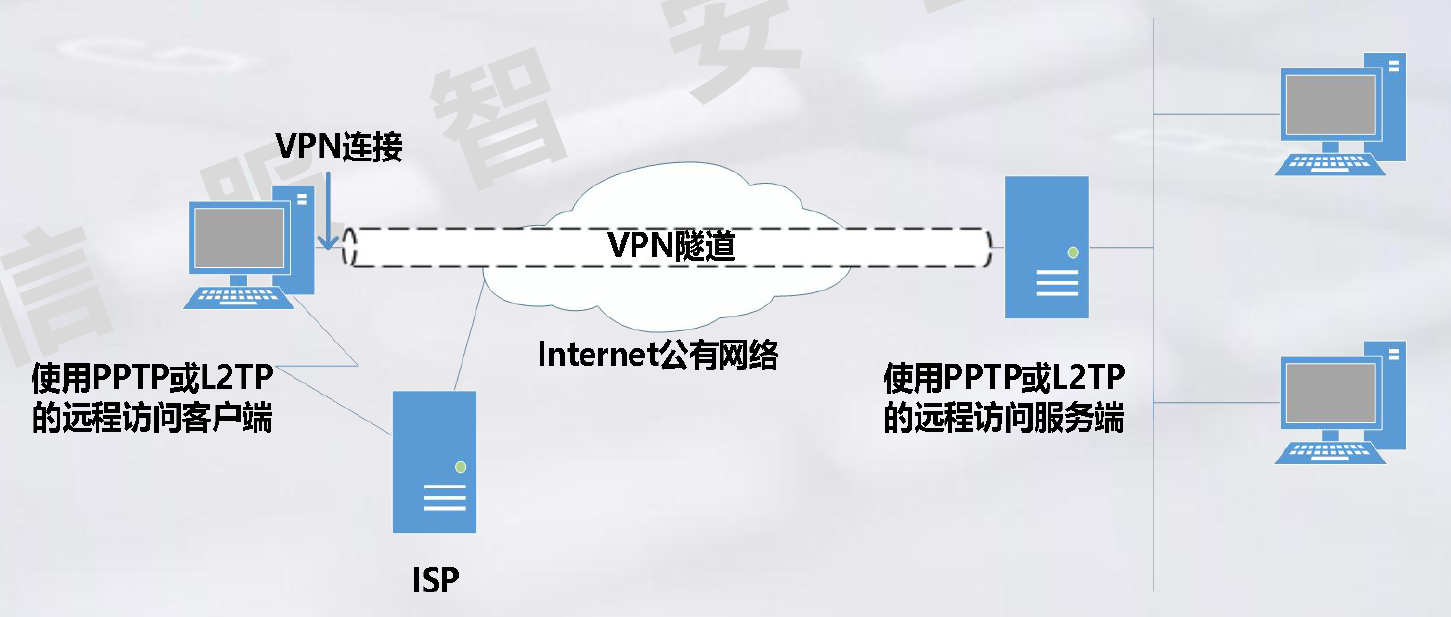 信服智安
VPN连接
VPN隧道
Internet公有网络
使用PPTP或L2TP
的远程访问客户端
使用PPTP或L2TP
的远程访问服务端
ISP